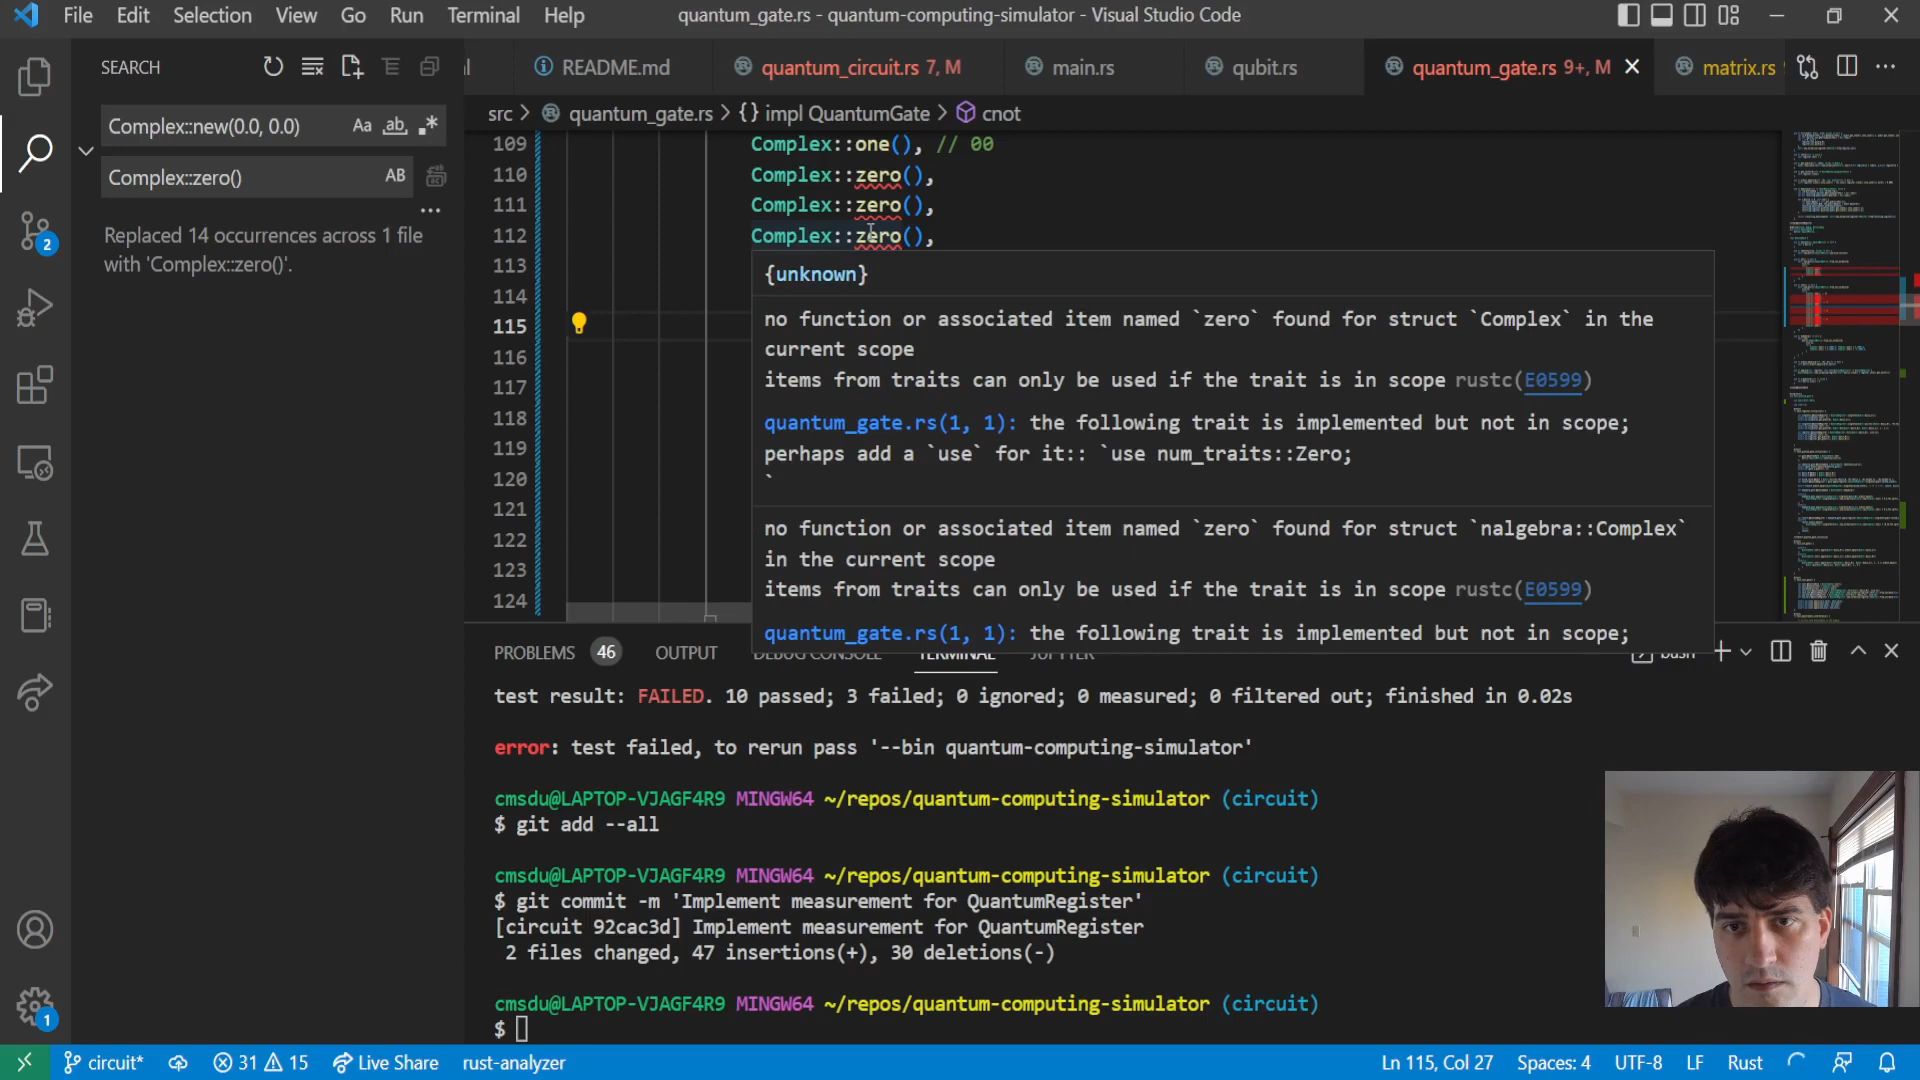 File Edit Selection View Go Run Terminal Help
quantum_gate.rs - quantum-computing-simulator - Visual Studio Code
SEARCH
README.md
quantum_circuit.rs 7, M
main.rs
qubit.rs
quantum_gate.rs 9+, M
matrix.rs
Complex::new(0.0, 0.0)
Aa ab
Complex::zero()
AB
Replaced 14 occurrences across 1 file
with 'Complex::zero()'.
src > quantum_gate.rs > {} impl QuantumGate > cnot
109 Complex::one(), // 00
110 Complex::zero(),
111 Complex::zero(),
112 Complex::zero(),
113
114
115
116
117
118
119
120
121
122
123
124
{unknown}
no function or associated item named `zero` found for struct `Complex` in the
current scope
items from traits can only be used if the trait is in scope rustc(E0599)
quantum_gate.rs(1, 1): the following trait is implemented but not in scope;
perhaps add a `use` for it:: `use num_traits::Zero;
`
no function or associated item named `zero` found for struct `nalgebra::Complex`
in the current scope
items from traits can only be used if the trait is in scope rustc(E0599)
quantum_gate.rs(1, 1): the following trait is implemented but not in scope;
PROBLEMS 46 OUTPUT DEBUG CONSOLE TERMINAL JUPYTER bash
test result: FAILED. 10 passed; 3 failed; 0 ignored; 0 measured; 0 filtered out; finished in 0.02s
error: test failed, to rerun pass '--bin quantum-computing-simulator'
cmsdu@LAPTOP-VJAGF4R9 MINGW64 ~/repos/quantum-computing-simulator (circuit)
$ git add --all
cmsdu@LAPTOP-VJAGF4R9 MINGW64 ~/repos/quantum-computing-simulator (circuit)
$ git commit -m 'Implement measurement for QuantumRegister'
[circuit 92cac3d] Implement measurement for QuantumRegister
2 files changed, 47 insertions(+), 30 deletions(-)
cmsdu@LAPTOP-VJAGF4R9 MINGW64 ~/repos/quantum-computing-simulator (circuit)
$
2
1
circuit* 31 15 Live Share rust-analyzer
Ln 115, Col 27 Spaces: 4 UTF-8 LF Rust